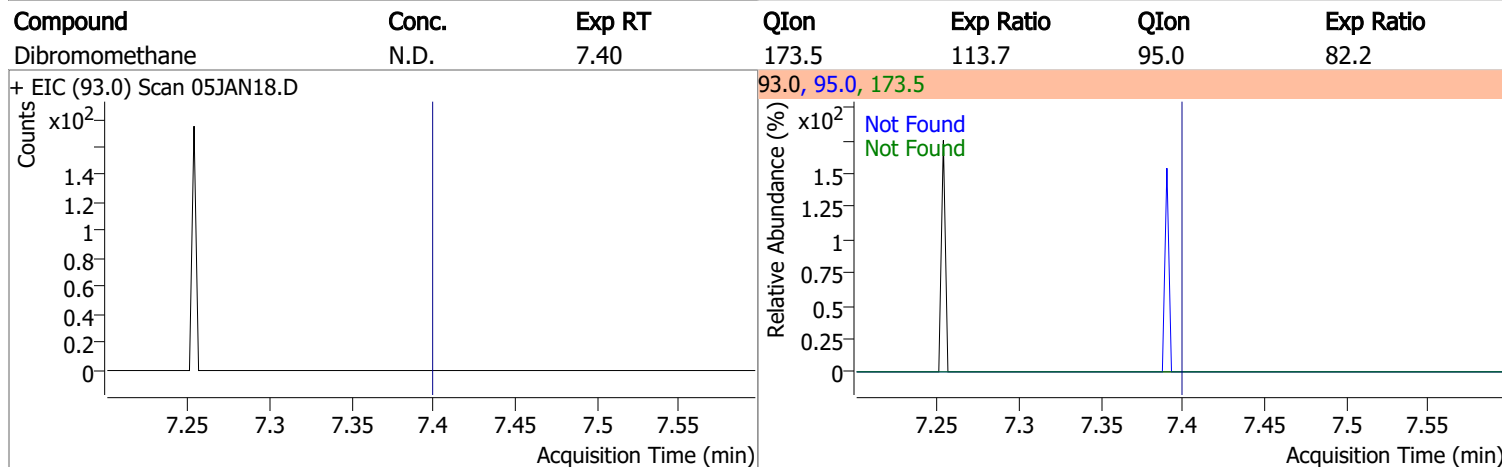 Compound Conc. Exp RT QIon Exp Ratio QIon Exp Ratio
Dibromomethane N.D. 7.40 173.5 113.7 95.0 82.2
+ EIC (93.0) Scan 05JAN18.D
Counts
x10²
1.4
1.2
1
0.8
0.6
0.4
0.2
0
7.25 7.3 7.35 7.4 7.45 7.5 7.55
Acquisition Time (min)
93.0, 95.0, 173.5
Relative Abundance (%)
x10²
Not Found
Not Found
1.5
1.25
1
0.75
0.5
0.25
0
7.25 7.3 7.35 7.4 7.45 7.5 7.55
Acquisition Time (min)